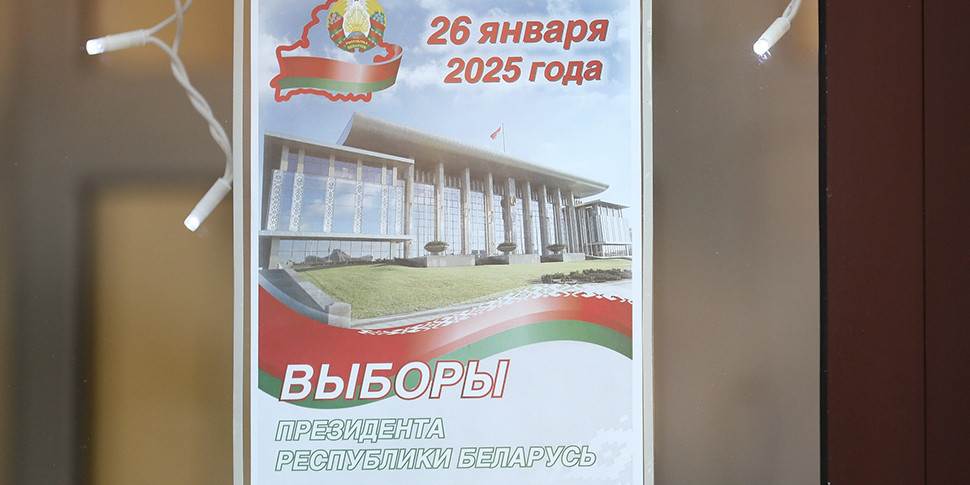 26 января
2025 года
ВЫБОРЫ
ПРЕЗИДЕНТА
РЕСПУБЛИКИ БЕЛАРУСЬ